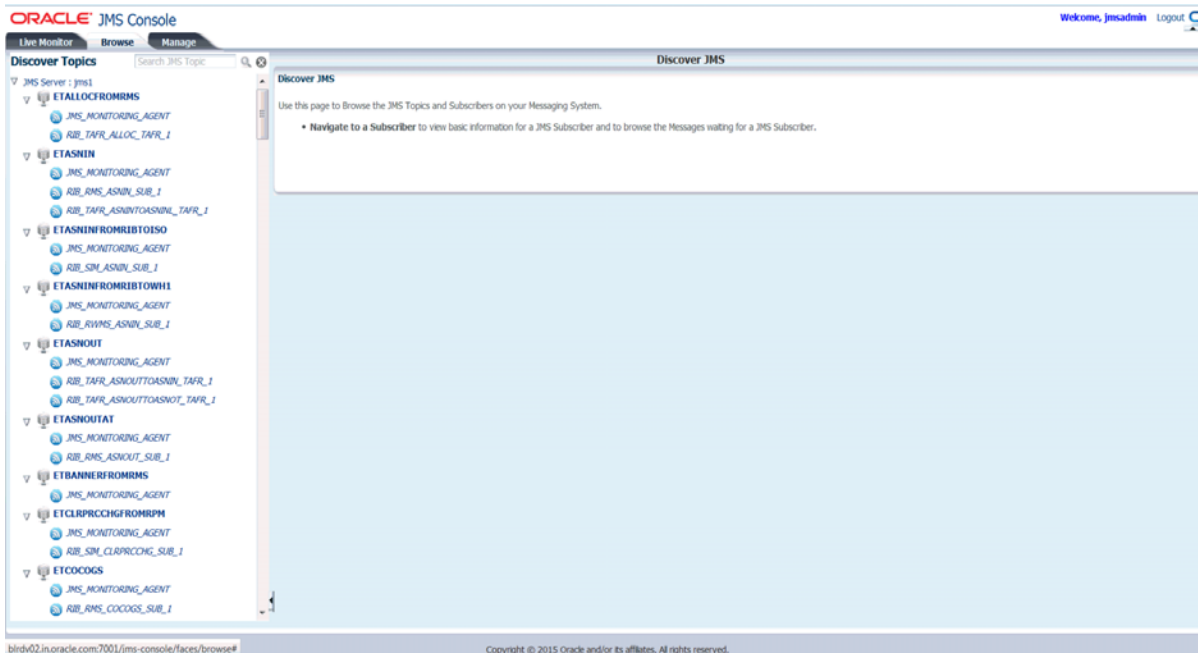 ORACLE® JMS Console
Welcome, jmsadmin Logout
Live Monitor Browse Manage
Discover Topics Search JMS Topic
JMS Server : jms1
ETALLOCFROMRMS
JMS_MONITORING_AGENT
RIB_TAFR_ALLOC_TAFR_1
ETASNIN
JMS_MONITORING_AGENT
RIB_RMS_ASNIN_SUB_1
RIB_TAFR_ASNINTOASNINL_TAFR_1
ETASNINFROMRIBTOISO
JMS_MONITORING_AGENT
RIB_SIM_ASNIN_SUB_1
ETASNINFROMRIBTOWH1
JMS_MONITORING_AGENT
RIB_RWMS_ASNIN_SUB_1
ETASNOUT
JMS_MONITORING_AGENT
RIB_TAFR_ASNOUTTOASNIN_TAFR_1
RIB_TAFR_ASNOUTTOASNOT_TAFR_1
ETASNOUTAT
JMS_MONITORING_AGENT
RIB_RMS_ASNOUT_SUB_1
ETBANNERFROMRMS
JMS_MONITORING_AGENT
ETCLRPRCCHGFROMRPM
JMS_MONITORING_AGENT
RIB_SIM_CLRPRCCHG_SUB_1
ETCOCOGS
JMS_MONITORING_AGENT
RIB_RMS_COCOGS_SUB_1
Discover JMS
Discover JMS
Use this page to Browse the JMS Topics and Subscribers on your Messaging System.
• Navigate to a Subscriber to view basic information for a JMS Subscriber and to browse the Messages waiting for a JMS Subscriber.
blrdv02.in.oracle.com:7001/jms-console/faces/browse#
Copyright © 2015 Oracle and/or its affiliates. All rights reserved.